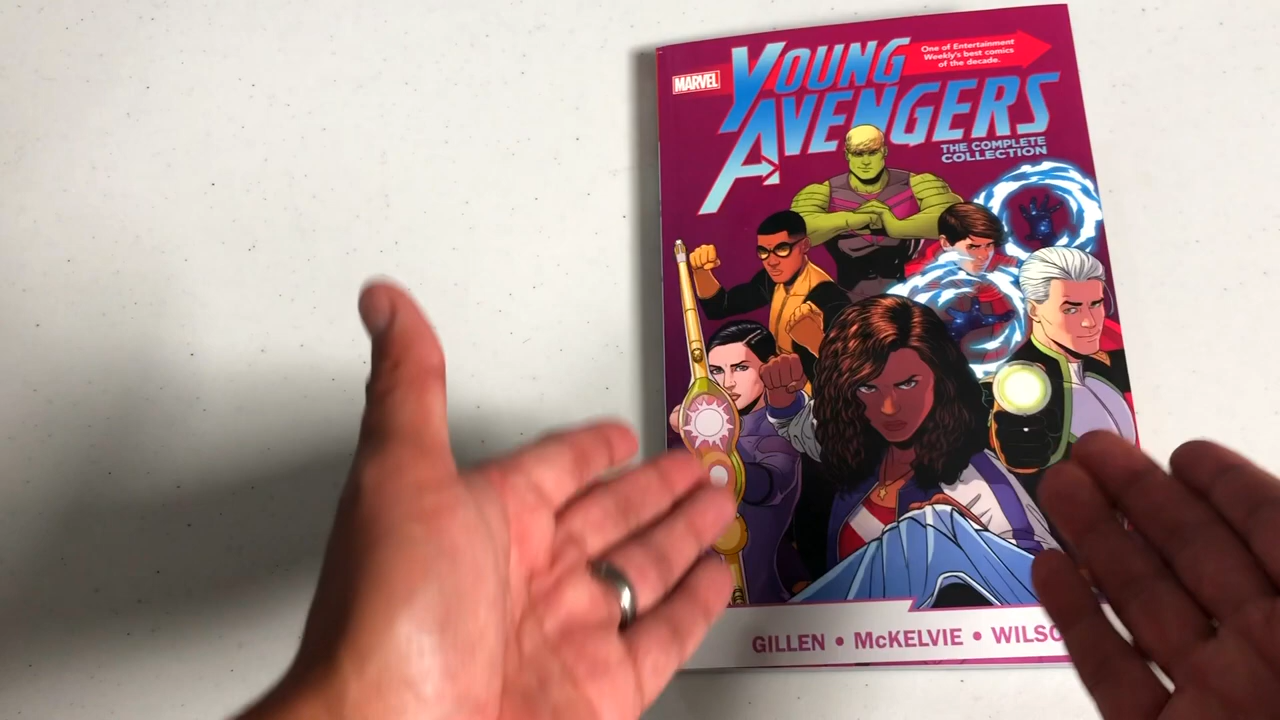 One of Entertainment
Weekly's best comics
of the decade.
MARVEL
YOUNG
AVENGERS
THE COMPLETE
COLLECTION
GILLEN • McKELVIE • WILSO